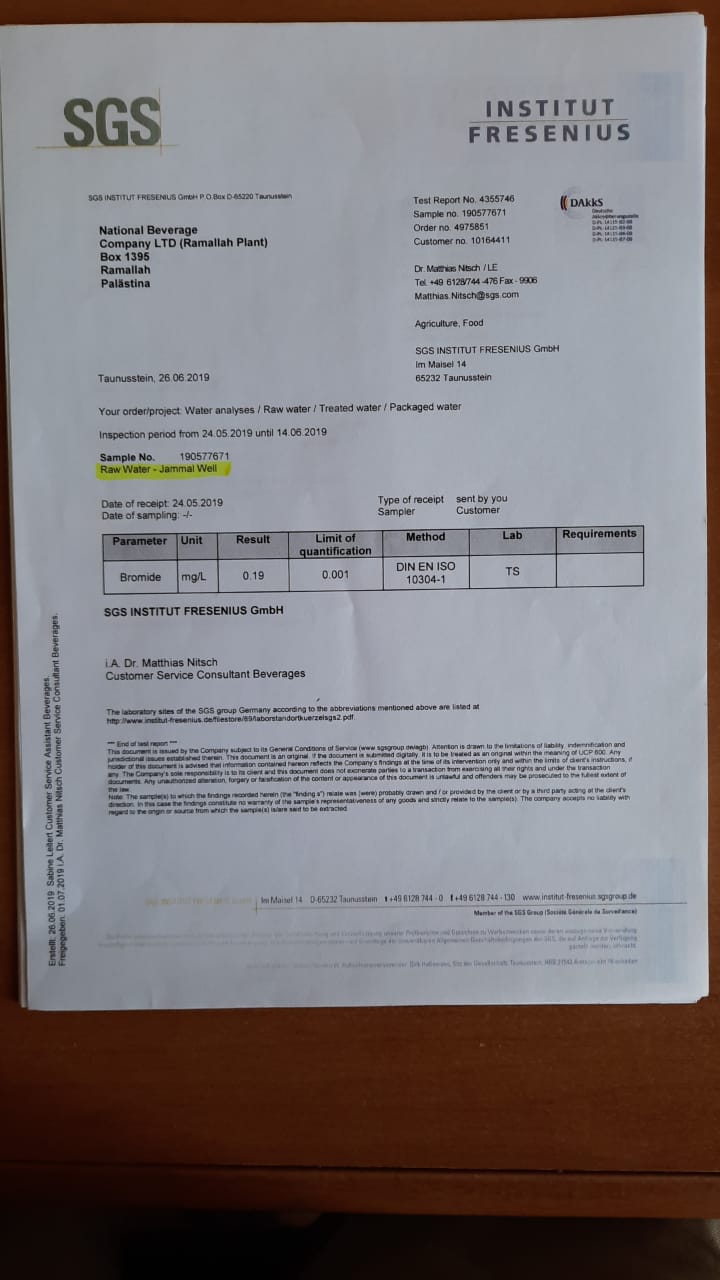 SGS
INSTITUT
FRESENIUS
SGS INSTITUT FRESENIUS GmbH P.O.Box D-65220 Taunusstein
National Beverage
Company LTD (Ramallah Plant)
Box 1395
Ramallah
Palästina
Test Report No. 4355746
Sample no. 190577671
Order no. 4975851
Customer no. 10164411
DAkkS
Deutsche
Akkreditierungsstelle
Dr. Matthias Nitsch / LE
Tel. +49 6128/744 -476 Fax - 9906
Matthias.Nitsch@sgs.com
Agriculture, Food
SGS INSTITUT FRESENIUS GmbH
Im Maisel 14
65232 Taunusstein
Taunusstein, 26.06.2019
Your order/project: Water analyses / Raw water / Treated water / Packaged water
Inspection period from 24.05.2019 until 14.06.2019
Sample No. 190577671
Raw Water - Jammal Well
Date of receipt: 24.05.2019 Type of receipt sent by you
Date of sampling: -/- Sampler Customer
Parameter Unit Result Limit of quantification Method Lab Requirements
Bromide mg/L 0.19 0.001 DIN EN ISO 10304-1 TS
SGS INSTITUT FRESENIUS GmbH
i.A. Dr. Matthias Nitsch
Customer Service Consultant Beverages
The laboratory sites of the SGS group Germany according to the abbreviations mentioned above are listed at
http://www.institut-fresenius.de/filestore/89/laborstandortkuerzelsgs2.pdf.
*** End of test report ***
This document is issued by the Company subject to its General Conditions of Service (www.sgsgroup.de/agb). Attention is drawn to the limitations of liability, indemnification and
jurisdictional issues established therein. This document is an original. If the document is submitted digitally, it is to be treated as an original within the meaning of UCP 600. Any
holder of this document is advised that information contained hereon reflects the Company's findings at the time of its intervention only and within the limits of client's instructions, if
any. The Company's sole responsibility is to its client and this document does not exonerate parties to a transaction from exercising all their rights and obligations under the transaction
documents. Any unauthorized alteration, forgery or falsification of the content or appearance of this document is unlawful and offenders may be prosecuted to the fullest extent of
the law.
Note: The sample(s) to which the findings recorded herein (the "findings") relate was (were) probably drawn and / or provided by the client or by a third party acting at the client's
direction. In this case the findings constitute no warranty of the sample's representativeness of any goods and strictly relate to the sample(s). The company accepts no liability with
regard to the origin or source from which the sample(s) is/are said to be extracted.
Erstellt: 26.06.2019 Sabine Leitert Customer Service Assistant Beverages.
Freigegeben: 01.07.2019 i.A. Dr. Matthias Nitsch Customer Service Consultant Beverages.
Im Maisel 14 D-65232 Taunusstein t +49 6128 744 - 0 f +49 6128 744 - 130 www.institut-fresenius.sgsgroup.de
Member of the SGS Group (Société Générale de Surveillance)